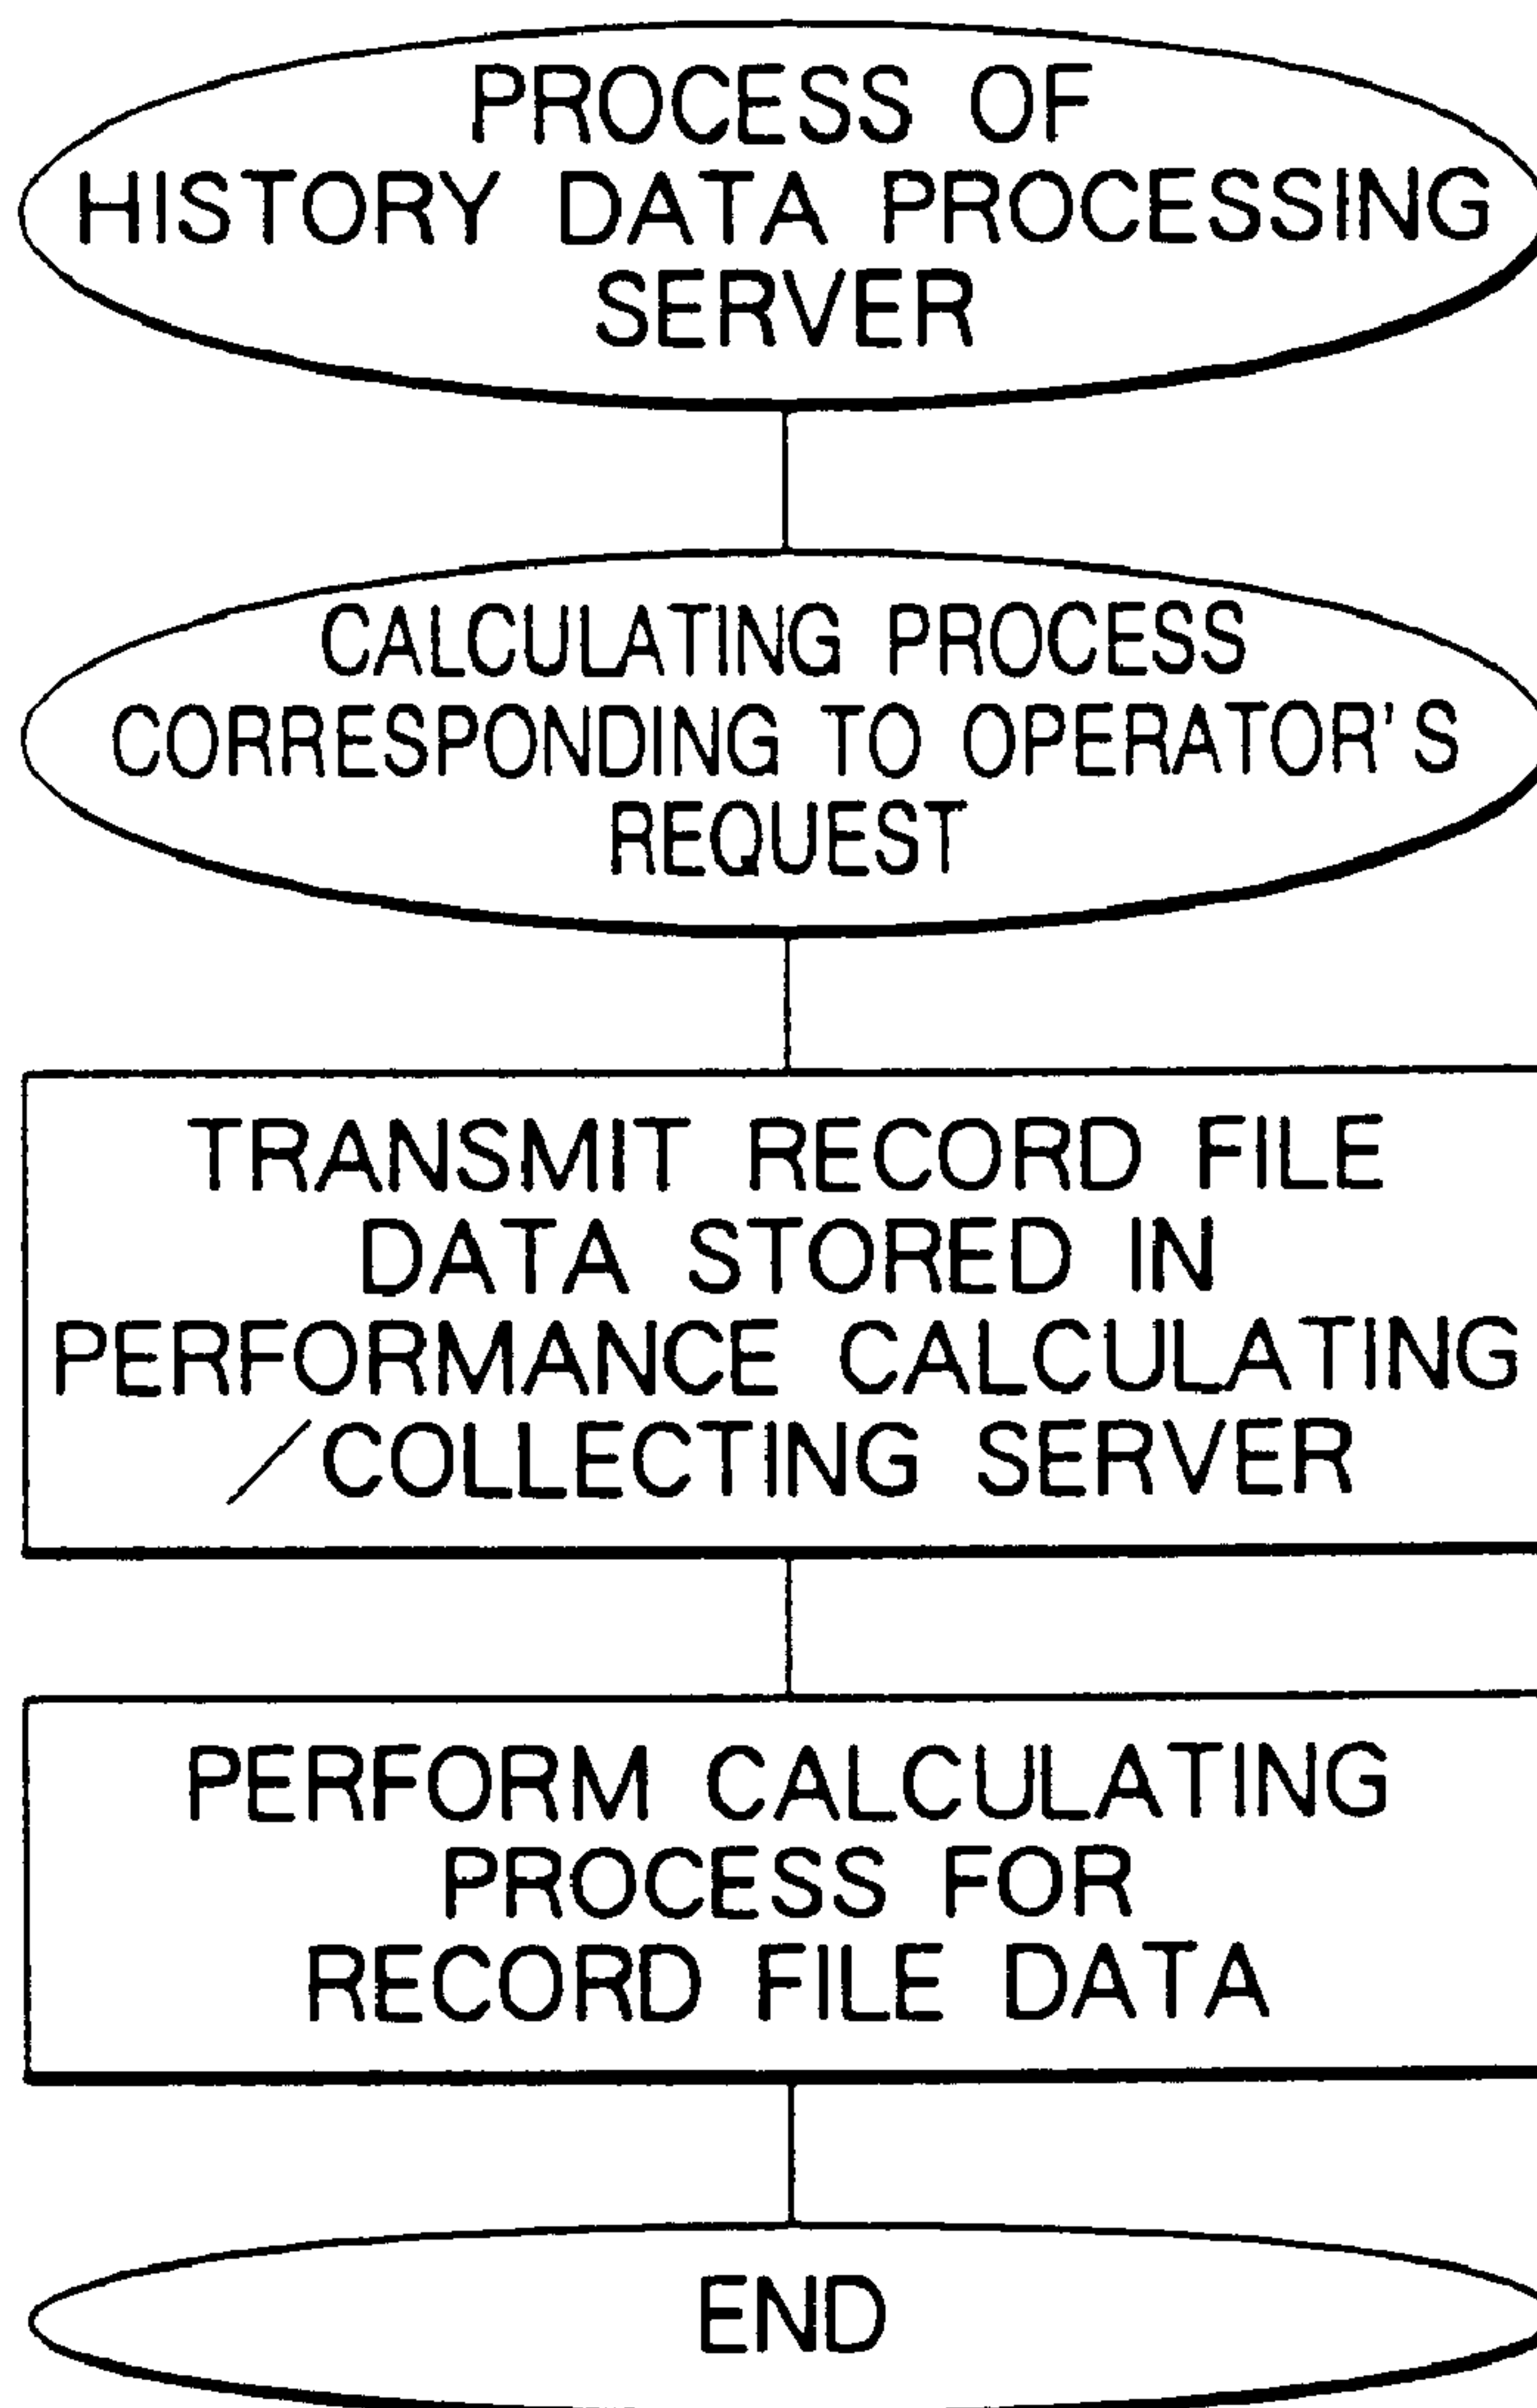 PROCESS OF
HISTORY DATA PROCESSING
SERVER
CALCULATING PROCESS
CORRESPONDING TO OPERATOR'S
REQUEST
TRANSMIT RECORD FILE
DATA STORED IN
PERFORMANCE CALCULATING
/COLLECTING SERVER
PERFORM CALCULATING
PROCESS FOR
RECORD FILE DATA
END